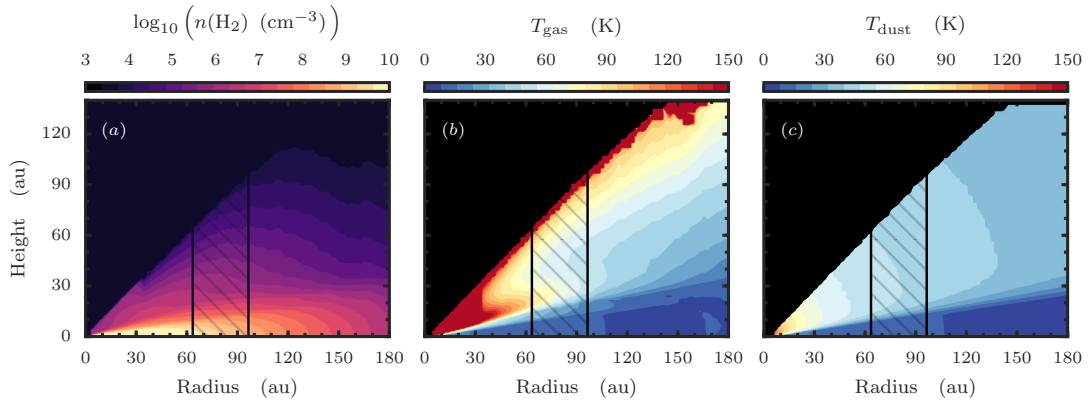 log₁₀ (n(H₂) (cm⁻³))
T_gas (K)
T_dust (K)
3 4 5 6 7 8 9 10
0 30 60 90 120 150
0 30 60 90 120 150
(a)
(b)
(c)
Height (au)
120
90
60
30
0
0 30 60 90 120 150 180
0 30 60 90 120 150 180
0 30 60 90 120 150 180
Radius (au)
Radius (au)
Radius (au)